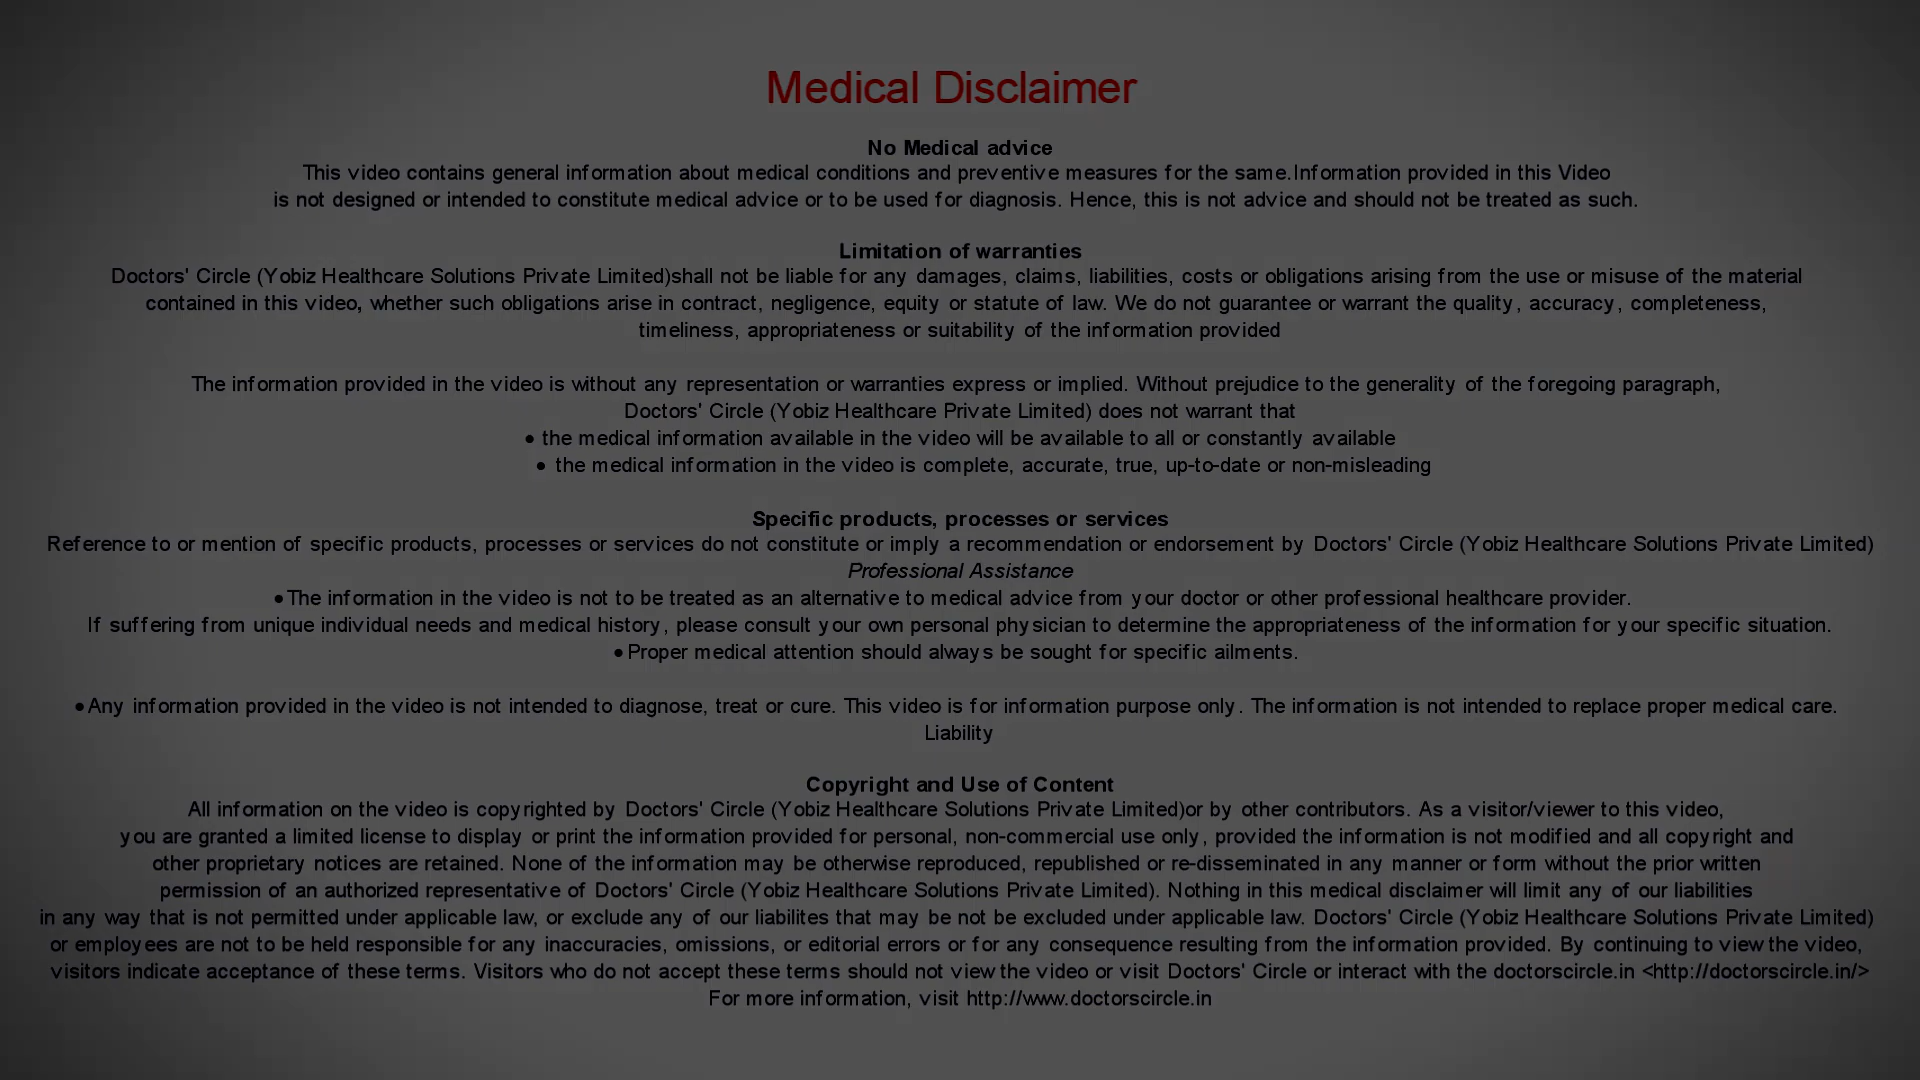 Medical Disclaimer
No Medical advice
This video contains general information about medical conditions and preventive measures for the same.Information provided in this Video
is not designed or intended to constitute medical advice or to be used for diagnosis. Hence, this is not advice and should not be treated as such.
Limitation of warranties
Doctors' Circle (Yobiz Healthcare Solutions Private Limited)shall not be liable for any damages, claims, liabilities, costs or obligations arising from the use or misuse of the material
contained in this video, whether such obligations arise in contract, negligence, equity or statute of law. We do not guarantee or warrant the quality, accuracy, completeness,
timeliness, appropriateness or suitability of the information provided
The information provided in the video is without any representation or warranties express or implied. Without prejudice to the generality of the foregoing paragraph,
Doctors' Circle (Yobiz Healthcare Private Limited) does not warrant that
• the medical information available in the video will be available to all or constantly available
• the medical information in the video is complete, accurate, true, up-to-date or non-misleading
Specific products, processes or services
Reference to or mention of specific products, processes or services do not constitute or imply a recommendation or endorsement by Doctors' Circle (Yobiz Healthcare Solutions Private Limited)
Professional Assistance
•The information in the video is not to be treated as an alternative to medical advice from your doctor or other professional healthcare provider.
If suffering from unique individual needs and medical history, please consult your own personal physician to determine the appropriateness of the information for your specific situation.
•Proper medical attention should always be sought for specific ailments.
•Any information provided in the video is not intended to diagnose, treat or cure. This video is for information purpose only. The information is not intended to replace proper medical care.
Liability
Copyright and Use of Content
All information on the video is copyrighted by Doctors' Circle (Yobiz Healthcare Solutions Private Limited)or by other contributors. As a visitor/viewer to this video,
you are granted a limited license to display or print the information provided for personal, non-commercial use only, provided the information is not modified and all copyright and
other proprietary notices are retained. None of the information may be otherwise reproduced, republished or re-disseminated in any manner or form without the prior written
permission of an authorized representative of Doctors' Circle (Yobiz Healthcare Solutions Private Limited). Nothing in this medical disclaimer will limit any of our liabilities
in any way that is not permitted under applicable law, or exclude any of our liabilites that may be not be excluded under applicable law. Doctors' Circle (Yobiz Healthcare Solutions Private Limited)
or employees are not to be held responsible for any inaccuracies, omissions, or editorial errors or for any consequence resulting from the information provided. By continuing to view the video,
visitors indicate acceptance of these terms. Visitors who do not accept these terms should not view the video or visit Doctors' Circle or interact with the doctorscircle.in <http://doctorscircle.in/>
For more information, visit http://www.doctorscircle.in